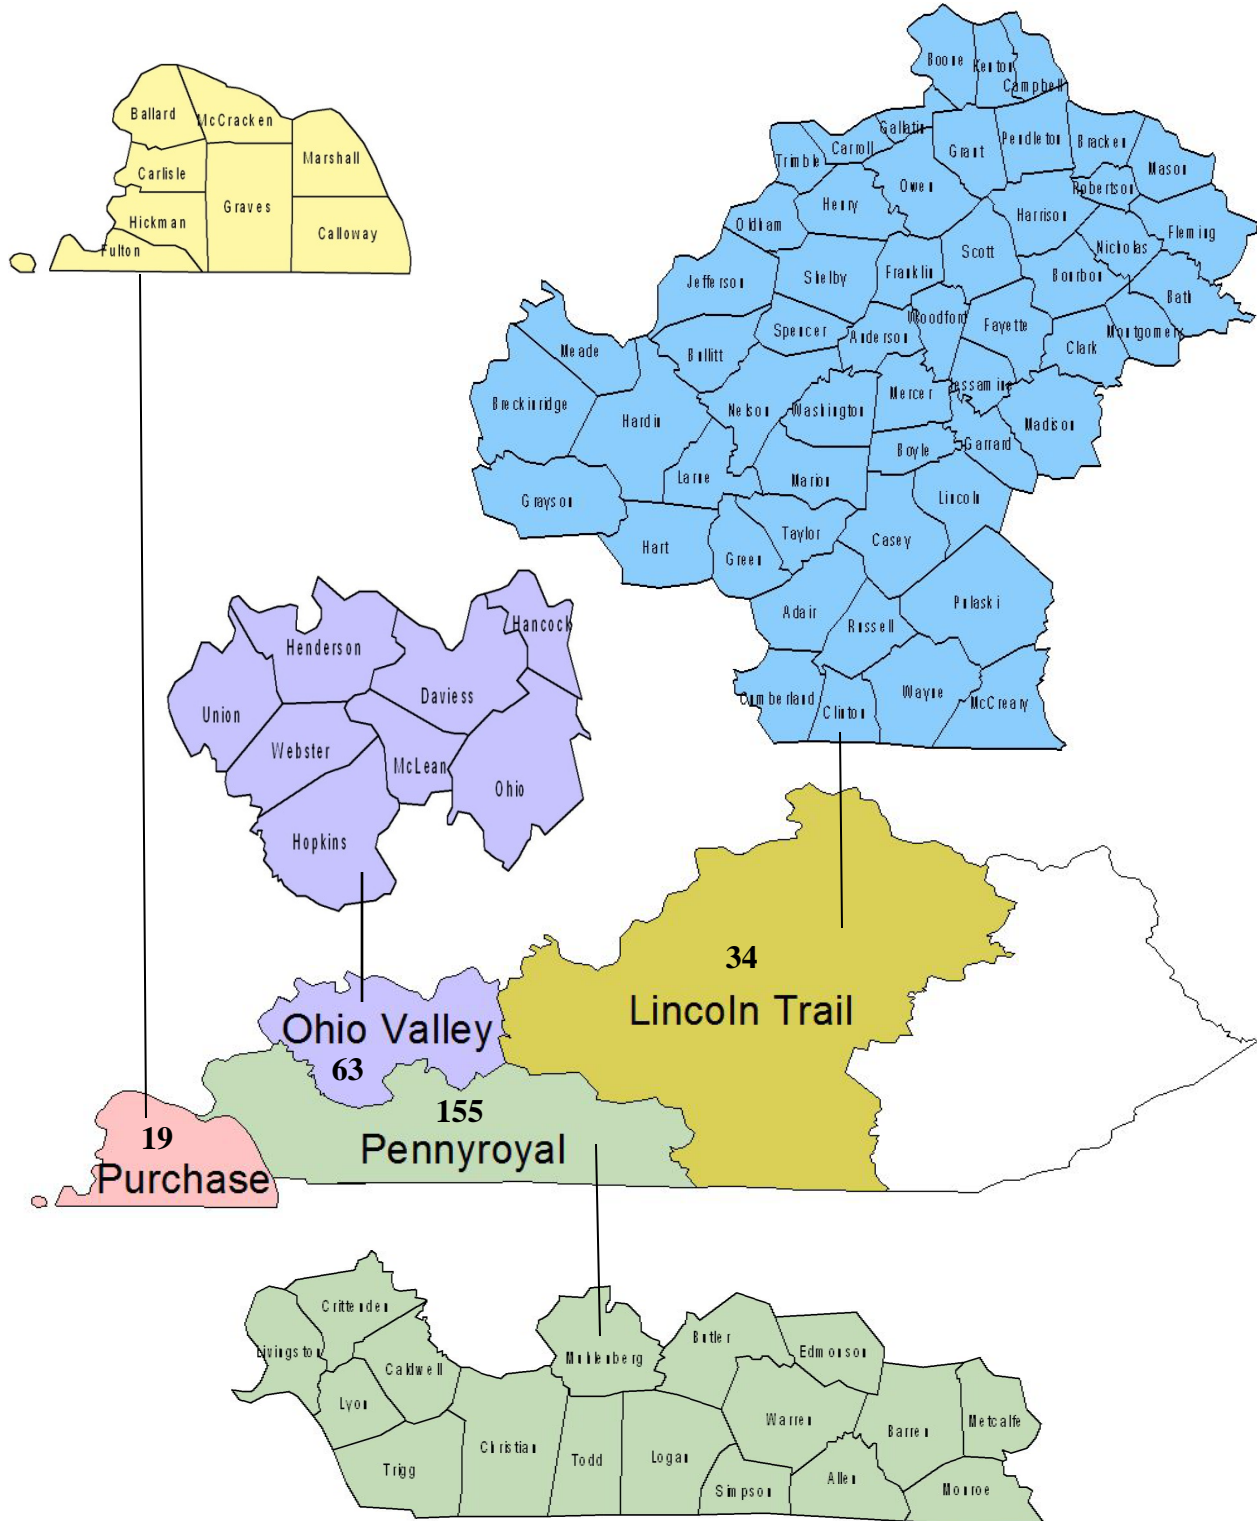 Boone
Kenton
Campbell
Ballard
McCracken
Marshall
Carlisle
Graves
Hickman
Calloway
Fulton
Gallatin
Carroll
Trimble
Grant
Pendleton
Bracken
Mason
Owen
Robertson
Henry
Harrison
Oldham
Fleming
Nicholas
Scott
Jefferson
Shelby
Franklin
Bourbon
Bath
Woodford
Spencer
Anderson
Fayette
Montgomery
Clark
Meade
Bullitt
Jessamine
Mercer
Breckinridge
Hardin
Nelson
Washington
Madison
Boyle
Garrard
Larue
Marion
Grayson
Lincoln
Taylor
Casey
Hart
Green
Adair
Russell
Pulaski
Cumberland
Clinton
Wayne
McCreary
Hancock
Henderson
Daviess
Union
Webster
McLean
Ohio
Hopkins
34
Lincoln Trail
Ohio Valley
63
155
Pennyroyal
19
Purchase
Crittenden
Livingston
Caldwell
Lyon
Muhlenberg
Butler
Edmonson
Warren
Barren
Metcalfe
Christian
Trigg
Todd
Logan
Simpson
Allen
Monroe